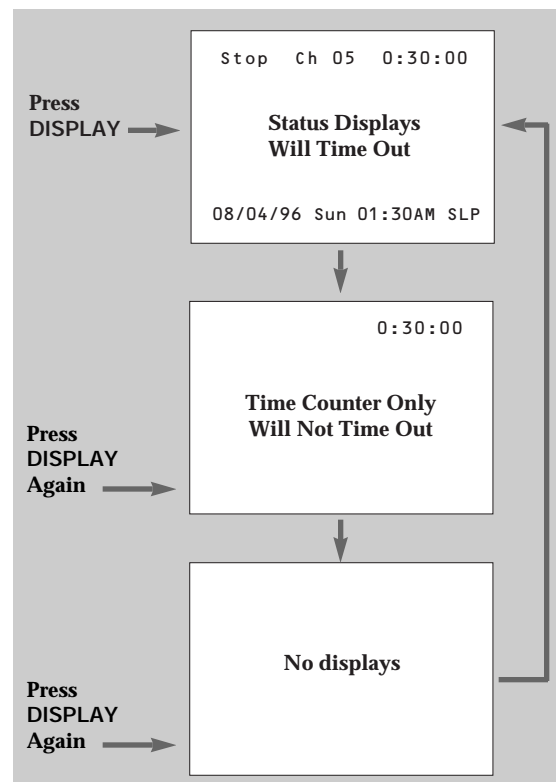 Stop Ch 05 0:30:00
Press
DISPLAY
Status Displays
Will Time Out
08/04/96 Sun 01:30AM SLP
0:30:00
Time Counter Only
Will Not Time Out
Press
DISPLAY
Again
No displays
Press
DISPLAY
Again